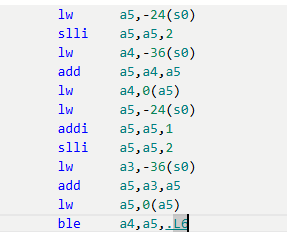 lw a5,-24(s0)
slli a5,a5,2
lw a4,-36(s0)
add a5,a4,a5
lw a4,0(a5)
lw a5,-24(s0)
addi a5,a5,1
slli a5,a5,2
lw a3,-36(s0)
add a5,a3,a5
lw a5,0(a5)
ble a4,a5,.L6